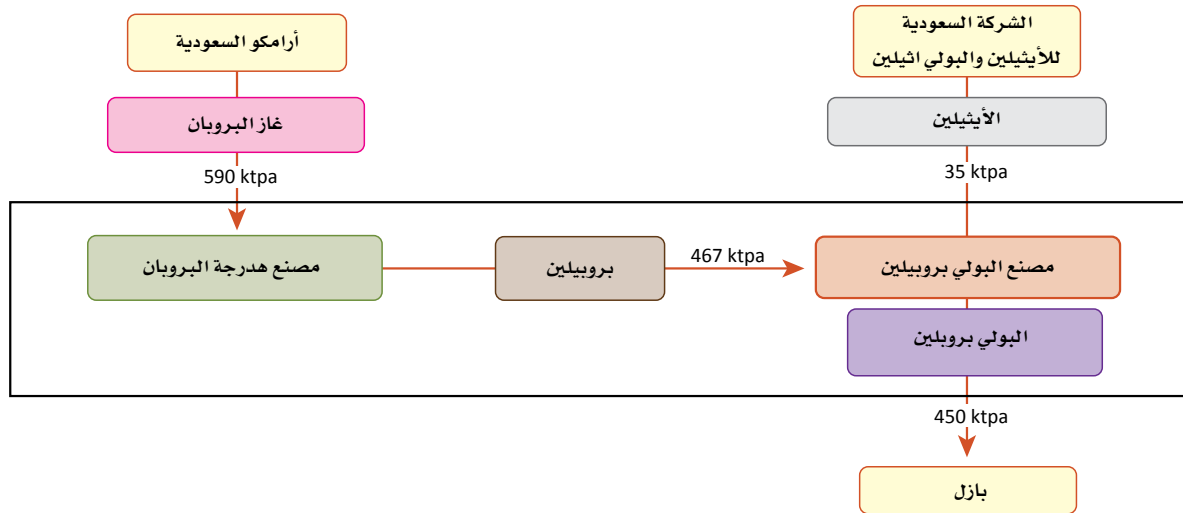 الشركة السعودية
للأيثيلين والبولي اثيلين
أرامكو السعودية
الأيثيلين
غاز البروبان
35 ktpa
590 ktpa
مصنع البولي بروبيلين
467 ktpa
بروبيلين
مصنع هدرجة البروبان
البولي بروبلين
450 ktpa
بازل